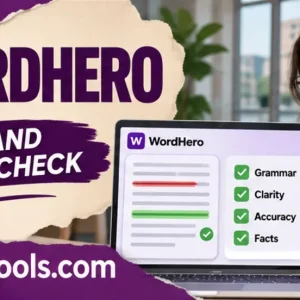 RDHERO
AND
CHECK
W WordHero
Grammar
Clarity
Accuracy
Facts
ools.com